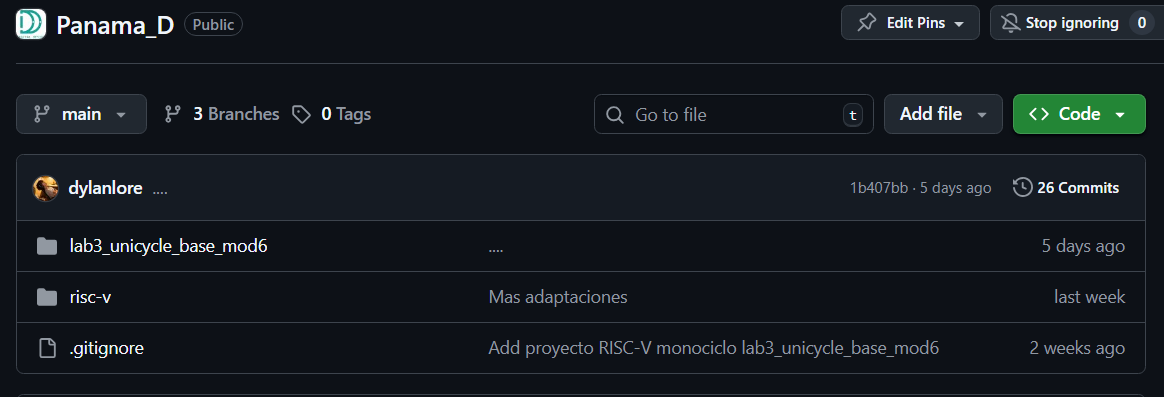 Panama_D Public Edit Pins Stop ignoring 0
main 3 Branches 0 Tags Go to file t Add file Code
dylanlore .... 1b407bb · 5 days ago 26 Commits
lab3_unicycle_base_mod6 .... 5 days ago
risc-v Mas adaptaciones last week
.gitignore Add proyecto RISC-V monociclo lab3_unicycle_base_mod6 2 weeks ago